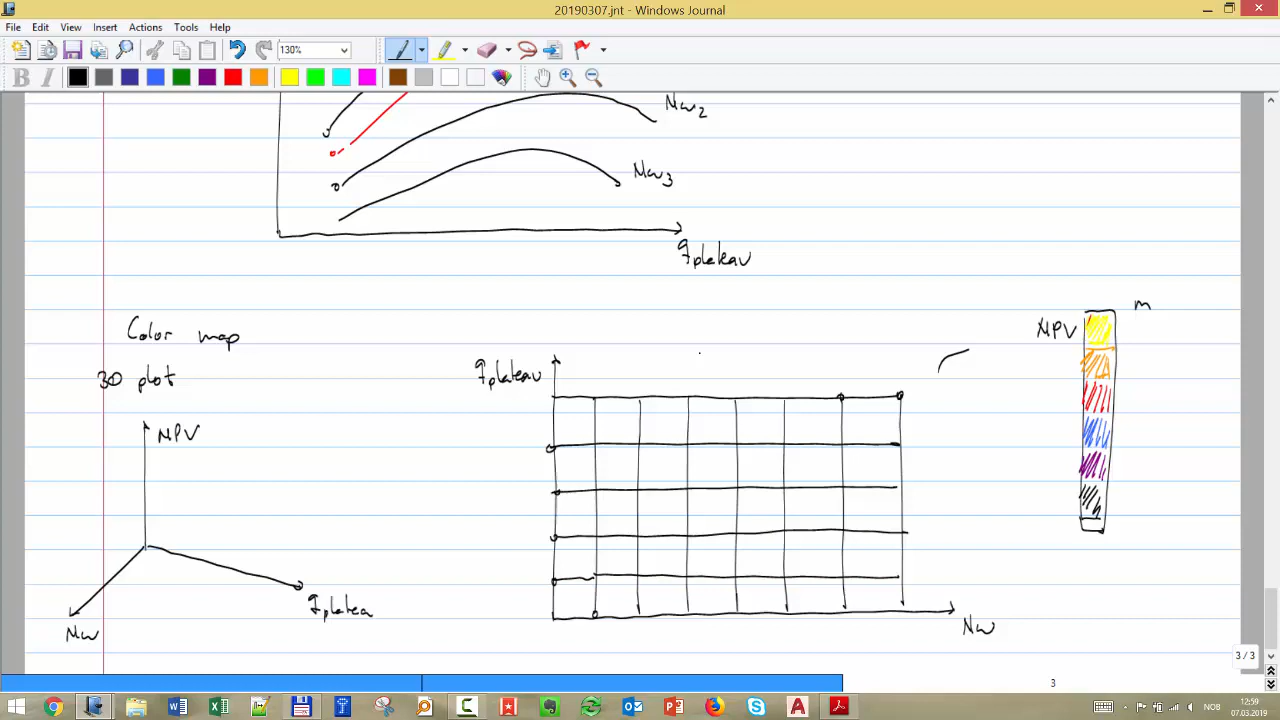 20190307.jnt - Windows Journal
File Edit View Insert Actions Tools Help
130%
B I
Nw2
Nw3
qplateau
Color map
3D plot
NPV
qplatea
Nw
qplateau
Nw
NPV
m
3 / 3
3
NOB
12:59
07.03.2019